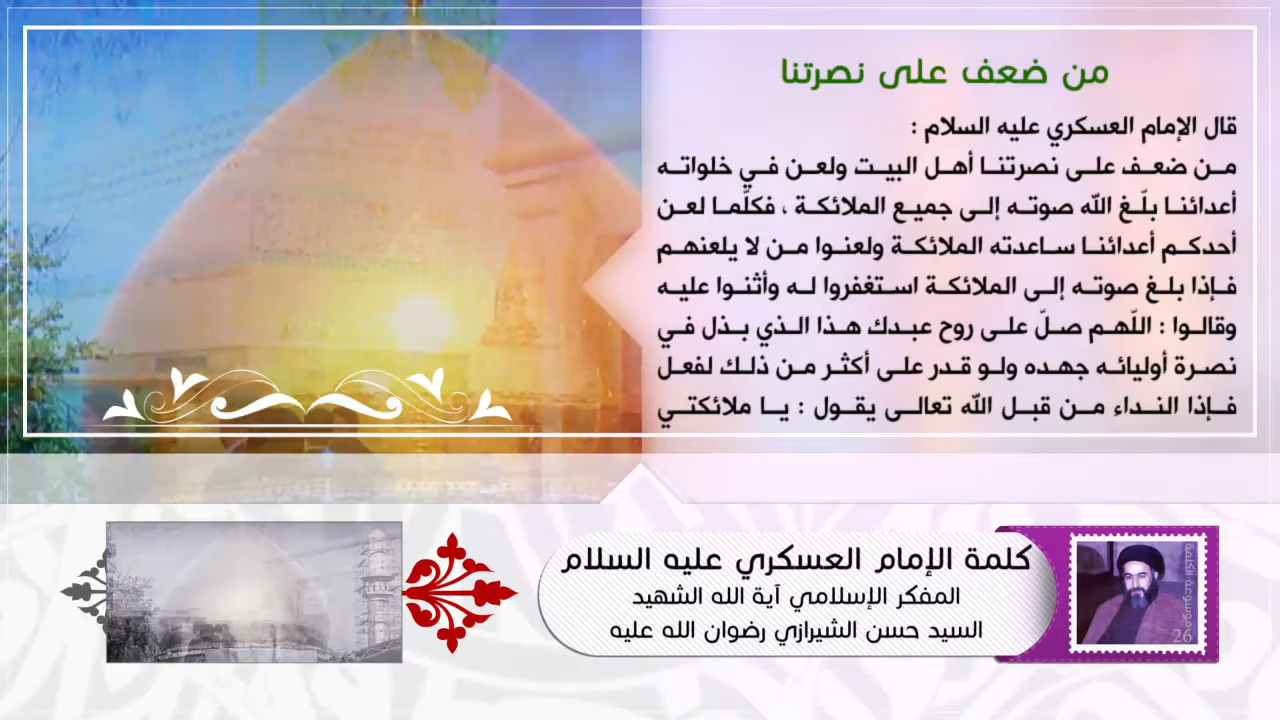 من ضعف على نصرتنا
قال الإمام العسكري عليه السلام :
من ضعف على نصرتنا أهل البيت ولعن في خلواته
أعدائنا بلّغ الله صوته إلى جميع الملائكة ، فكلّما لعن
أحدكم أعدائنا ساعدته الملائكة ولعنوا من لا يلعنهم
فإذا بلغ صوته إلى الملائكة استغفروا له وأثنوا عليه
وقالوا : اللّهم صلّ على روح عبدك هذا الذي بذل في
نصرة أوليائه جهده ولو قدر على أكثر من ذلك لفعل
فإذا النداء من قبل الله تعالى يقول : يا ملائكتي
كلمة الإمام العسكري عليه السلام
المفكر الإسلامي آية الله الشهيد
السيد حسن الشيرازي رضوان الله عليه
موسوعة الكلمة
26